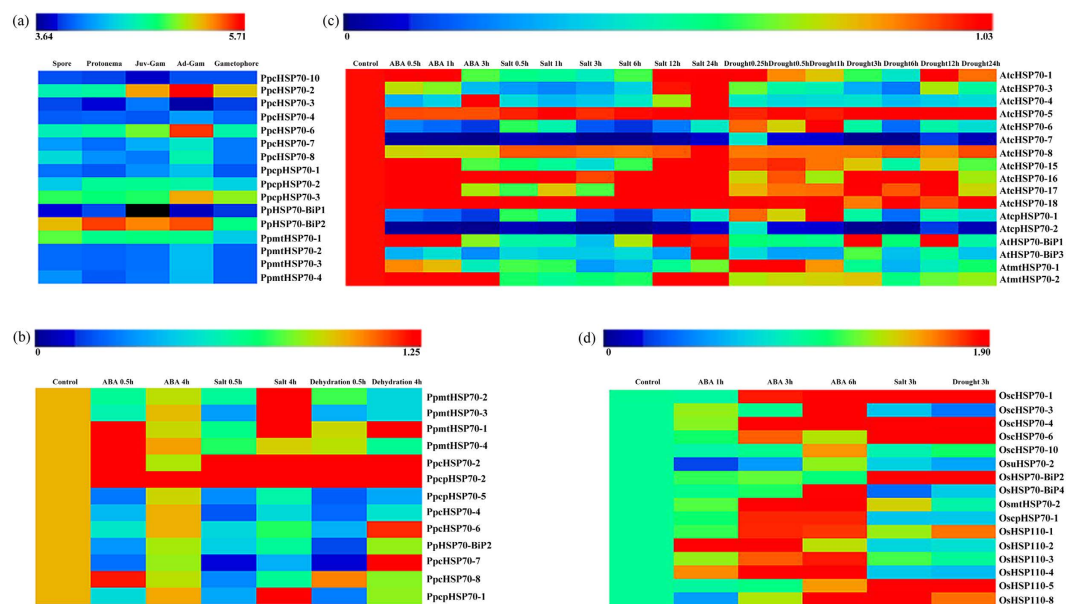 (a)
3.64 5.71
Spore Protonema Juv-Gam Ad-Gam Gametophore
PpcHSP70-10
PpcHSP70-2
PpcHSP70-3
PpcHSP70-4
PpcHSP70-6
PpcHSP70-7
PpcHSP70-8
PpcpHSP70-1
PpcpHSP70-2
PpcpHSP70-3
PpHSP70-BiP1
PpHSP70-BiP2
PpmtHSP70-1
PpmtHSP70-2
PpmtHSP70-3
PpmtHSP70-4
(c)
0 1.03
Control ABA 0.5h ABA 1h ABA 3h Salt 0.5h Salt 1h Salt 3h Salt 6h Salt 12h Salt 24h Drought0.25h Drought0.5h Drought1h Drought3h Drought6h Drought12h Drought24h
AtcHSP70-1
AtcHSP70-3
AtcHSP70-4
AtcHSP70-5
AtcHSP70-6
AtcHSP70-7
AtcHSP70-8
AtcHSP70-15
AtcHSP70-16
AtcHSP70-17
AtcHSP70-18
AtcpHSP70-1
AtcpHSP70-2
AtHSP70-BiP1
AtHSP70-BiP3
AtmtHSP70-1
AtmtHSP70-2
(b)
0 1.25
Control ABA 0.5h ABA 4h Salt 0.5h Salt 4h Dehydration 0.5h Dehydration 4h
PpmtHSP70-2
PpmtHSP70-3
PpmtHSP70-1
PpmtHSP70-4
PpcHSP70-2
PpcpHSP70-2
PpcpHSP70-5
PpcHSP70-4
PpcHSP70-6
PpHSP70-BiP2
PpcHSP70-7
PpcHSP70-8
PpcpHSP70-1
(d)
0 1.90
Control ABA 1h ABA 3h ABA 6h Salt 3h Drought 3h
OscHSP70-1
OscHSP70-3
OscHSP70-4
OscHSP70-6
OscHSP70-10
OsuHSP70-2
OsHSP70-BiP2
OsHSP70-BiP4
OsmtHSP70-2
OscpHSP70-1
OsHSP110-1
OsHSP110-2
OsHSP110-3
OsHSP110-4
OsHSP110-5
OsHSP110-8